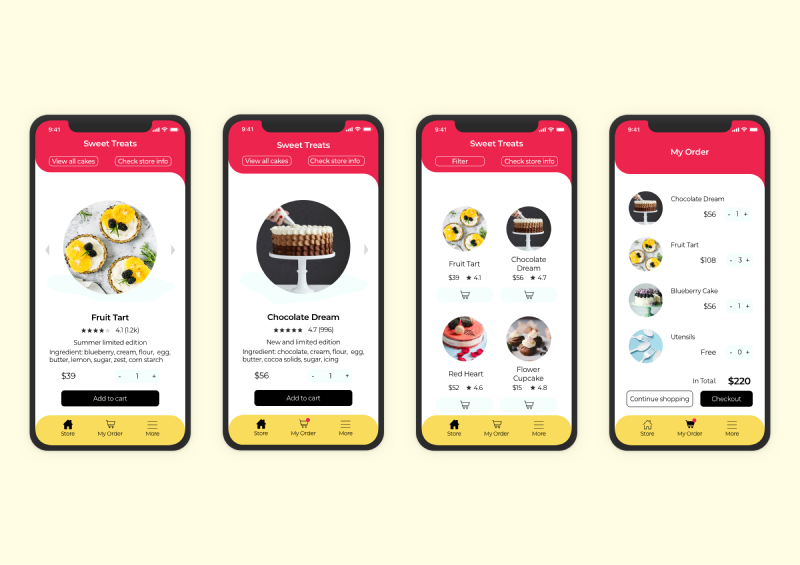 9:41
Sweet Treats
View all cakes
Check store info
Fruit Tart
4.1 (1.2k)
Summer limited edition
Ingredient: blueberry, cream, flour, egg,
butter, lemon, sugar, zest, corn starch
$39
- 1 +
Add to cart
Store
My Order
More
9:41
Sweet Treats
View all cakes
Check store info
Chocolate Dream
4.7 (996)
New and limited edition
Ingredient: chocolate, cream, flour, egg,
butter, cocoa solids, sugar, icing
$56
- 1 +
Add to cart
Store
My Order
More
9:41
Sweet Treats
Filter
Check store info
Fruit Tart
$39 ★ 4.1
Chocolate
Dream
$56 ★ 4.7
Red Heart
$52 ★ 4.6
Flower
Cupcake
$15 ★ 4.8
Store
My Order
More
9:41
My Order
Chocolate Dream
$56
- 1 +
Fruit Tart
$108
- 3 +
Blueberry Cake
$56
- 1 +
Utensils
Free
- 0 +
In Total: $220
Continue shopping
Checkout
Store
My Order
More